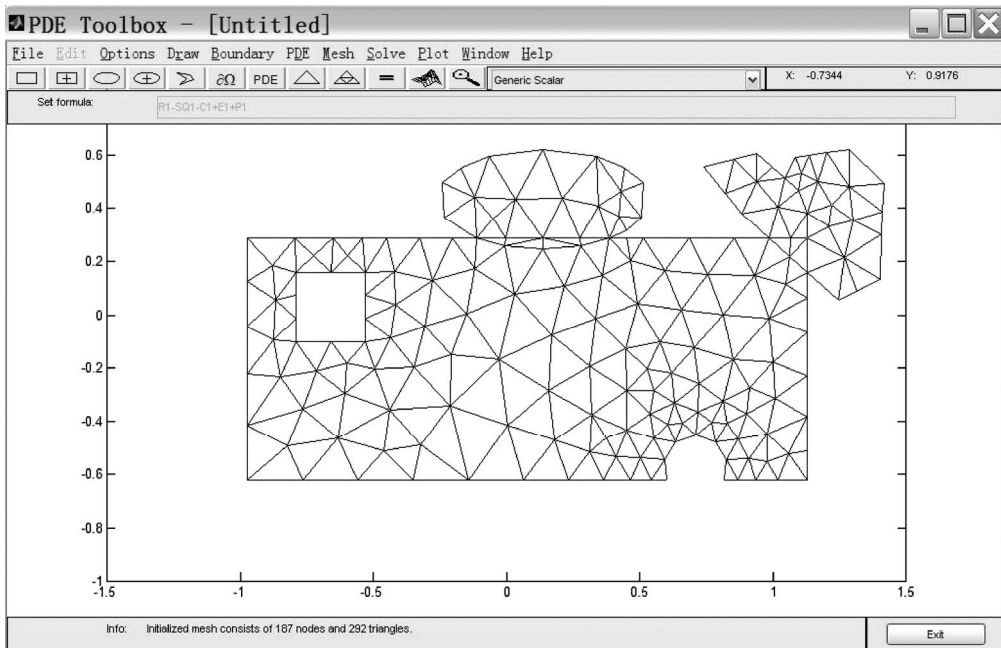 PDE Toolbox - [Untitled]
File Edit Options Draw Boundary PDE Mesh Solve Plot Window Help
∂Ω PDE = Generic Scalar X: -0.7344 Y: 0.9176
Set formula: R1-SQ1-C1+E1+P1
0.6
0.4
0.2
0
-0.2
-0.4
-0.6
-0.8
-1
-1.5 -1 -0.5 0 0.5 1 1.5
Info: Initialized mesh consists of 187 nodes and 292 triangles.
Exit